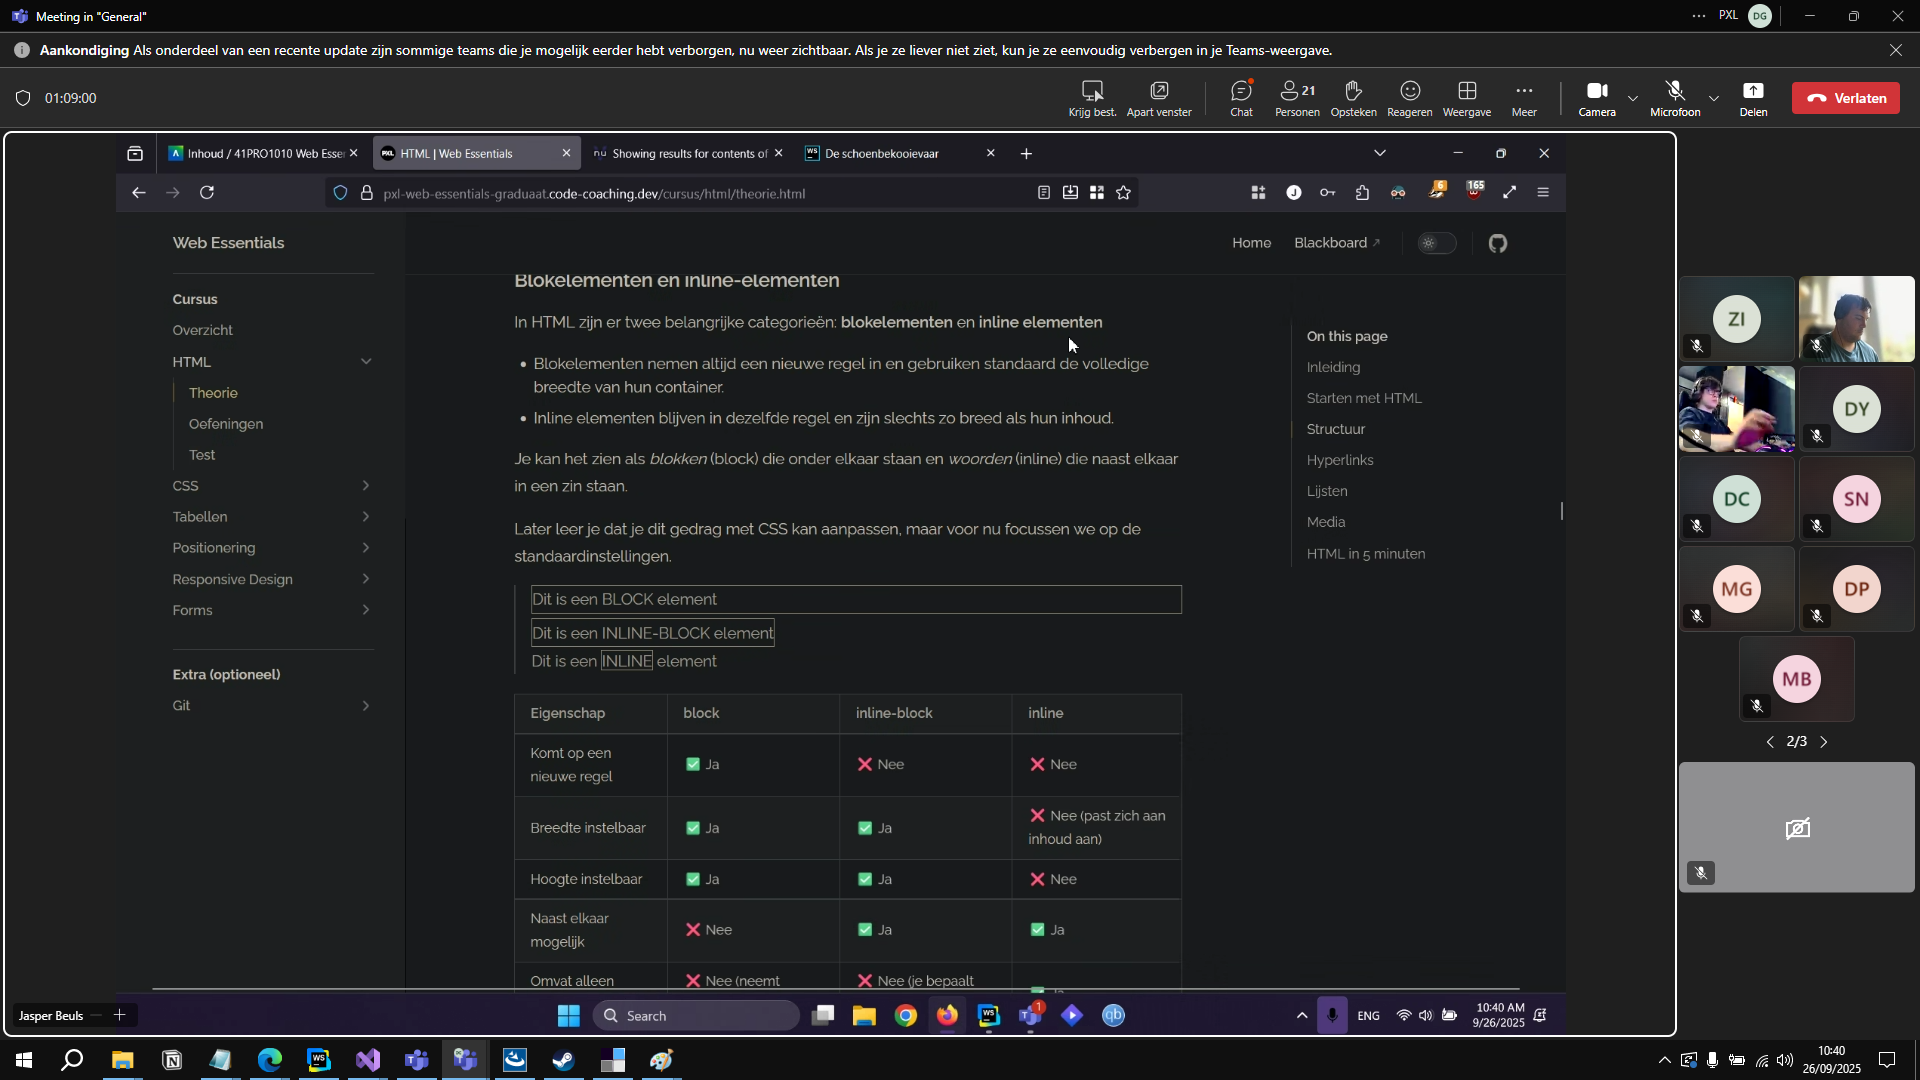 Meeting in "General"
PXL
DG
Aankondiging Als onderdeel van een recente update zijn sommige teams die je mogelijk eerder hebt verborgen, nu weer zichtbaar. Als je ze liever niet ziet, kun je ze eenvoudig verbergen in je Teams-weergave.
01:09:00
Krijg best.
Apart venster
Chat
21
Personen
Opsteken
Reageren
Weergave
Meer
Camera
Microfoon
Delen
Verlaten
Inhoud / 41PRO1010 Web Esse
HTML | Web Essentials
Showing results for contents of
De schoenbekooievaar
pxl-web-essentials-graduaat.code-coaching.dev/cursus/html/theorie.html
J
6
165
Web Essentials
Home
Blackboard
Cursus
Overzicht
HTML
Theorie
Oefeningen
Test
CSS
Tabellen
Positionering
Responsive Design
Forms
Extra (optioneel)
Git
Blokelementen en inline-elementen
In HTML zijn er twee belangrijke categorieën: blokelementen en inline elementen
• Blokelementen nemen altijd een nieuwe regel in en gebruiken standaard de volledige
breedte van hun container.
• Inline elementen blijven in dezelfde regel en zijn slechts zo breed als hun inhoud.
Je kan het zien als blokken (block) die onder elkaar staan en woorden (inline) die naast elkaar
in een zin staan.
Later leer je dat je dit gedrag met CSS kan aanpassen, maar voor nu focussen we op de
standaardinstellingen.
Dit is een BLOCK element
Dit is een INLINE-BLOCK element
Dit is een INLINE element
Eigenschap block inline-block inline
Komt op een
nieuwe regel
✅ Ja
❌ Nee
❌ Nee
Breedte instelbaar
✅ Ja
✅ Ja
❌ Nee (past zich aan
inhoud aan)
Hoogte instelbaar
✅ Ja
✅ Ja
❌ Nee
Naast elkaar
mogelijk
❌ Nee
✅ Ja
✅ Ja
Omvat alleen
❌ Nee (neemt
❌ Nee (je bepaalt
On this page
Inleiding
Starten met HTML
Structuur
Hyperlinks
Lijsten
Media
HTML in 5 minuten
ZI
DY
DC
SN
MG
DP
MB
2/3
Jasper Beuls
Search
WS
1
qb
ENG
10:40 AM
9/26/2025
WS
10:40
26/09/2025